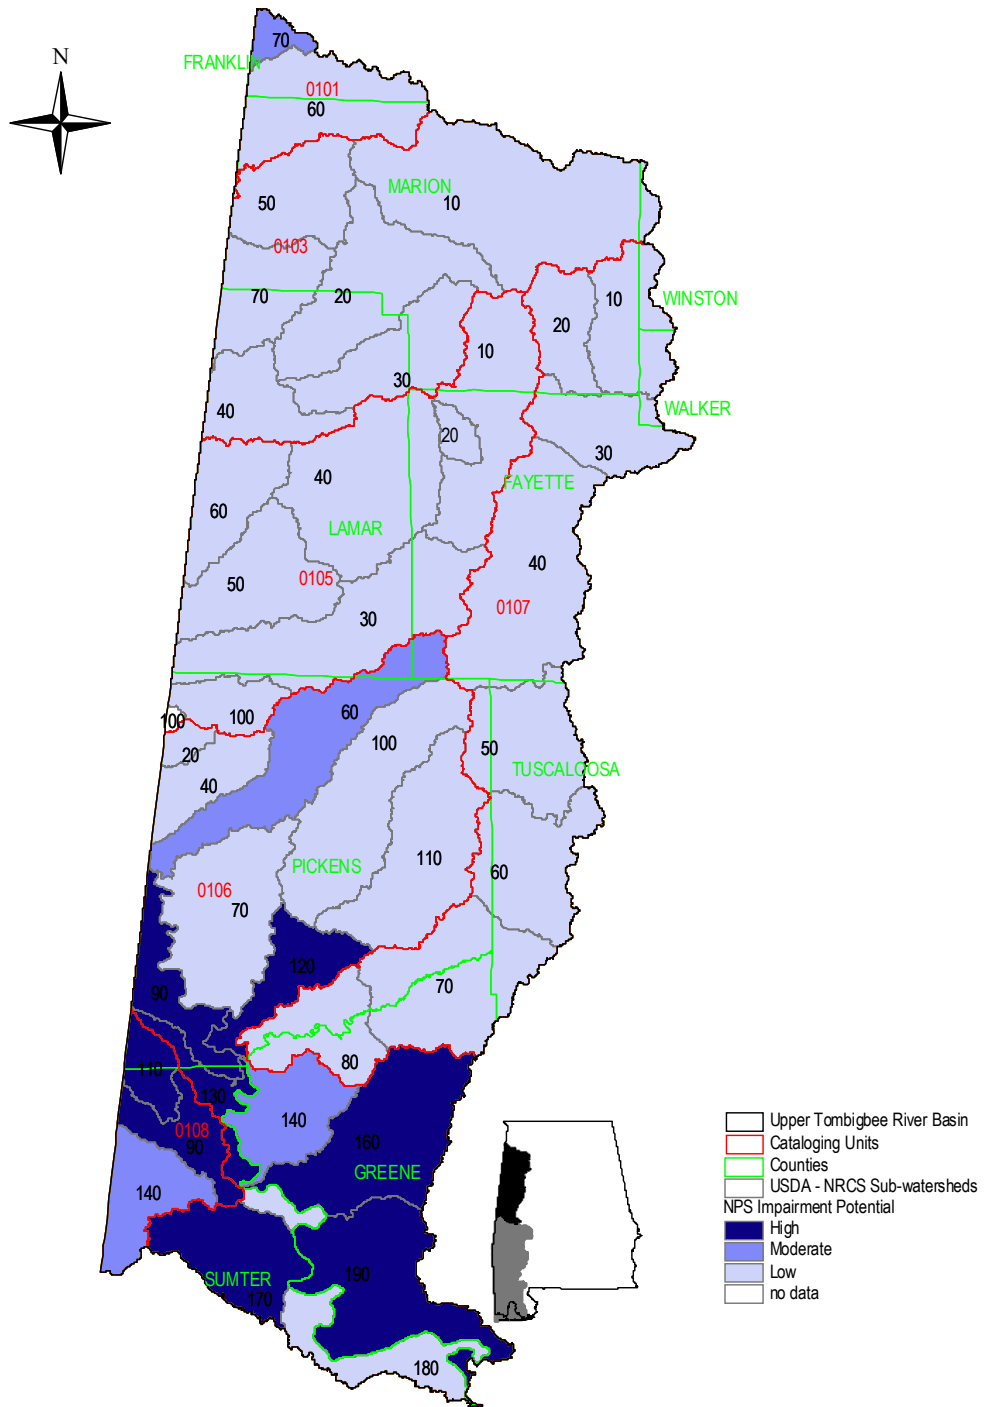 70
N
FRANKLIN
0101
60
MARION
50
10
0103
70
20
10
WINSTON
20
10
30
40
WALKER
20
30
40
FAYETTE
60
LAMAR
40
50
0105
0107
30
60
100
100
100
50
20
TUSCALOOSA
40
110
PICKENS
60
0106
70
120
70
90
80
110
130
140
0108
160
90
GREENE
140
190
SUMTER
170
180
Upper Tombigbee River Basin
Cataloging Units
Counties
USDA - NRCS Sub-watersheds
NPS Impairment Potential
High
Moderate
Low
no data